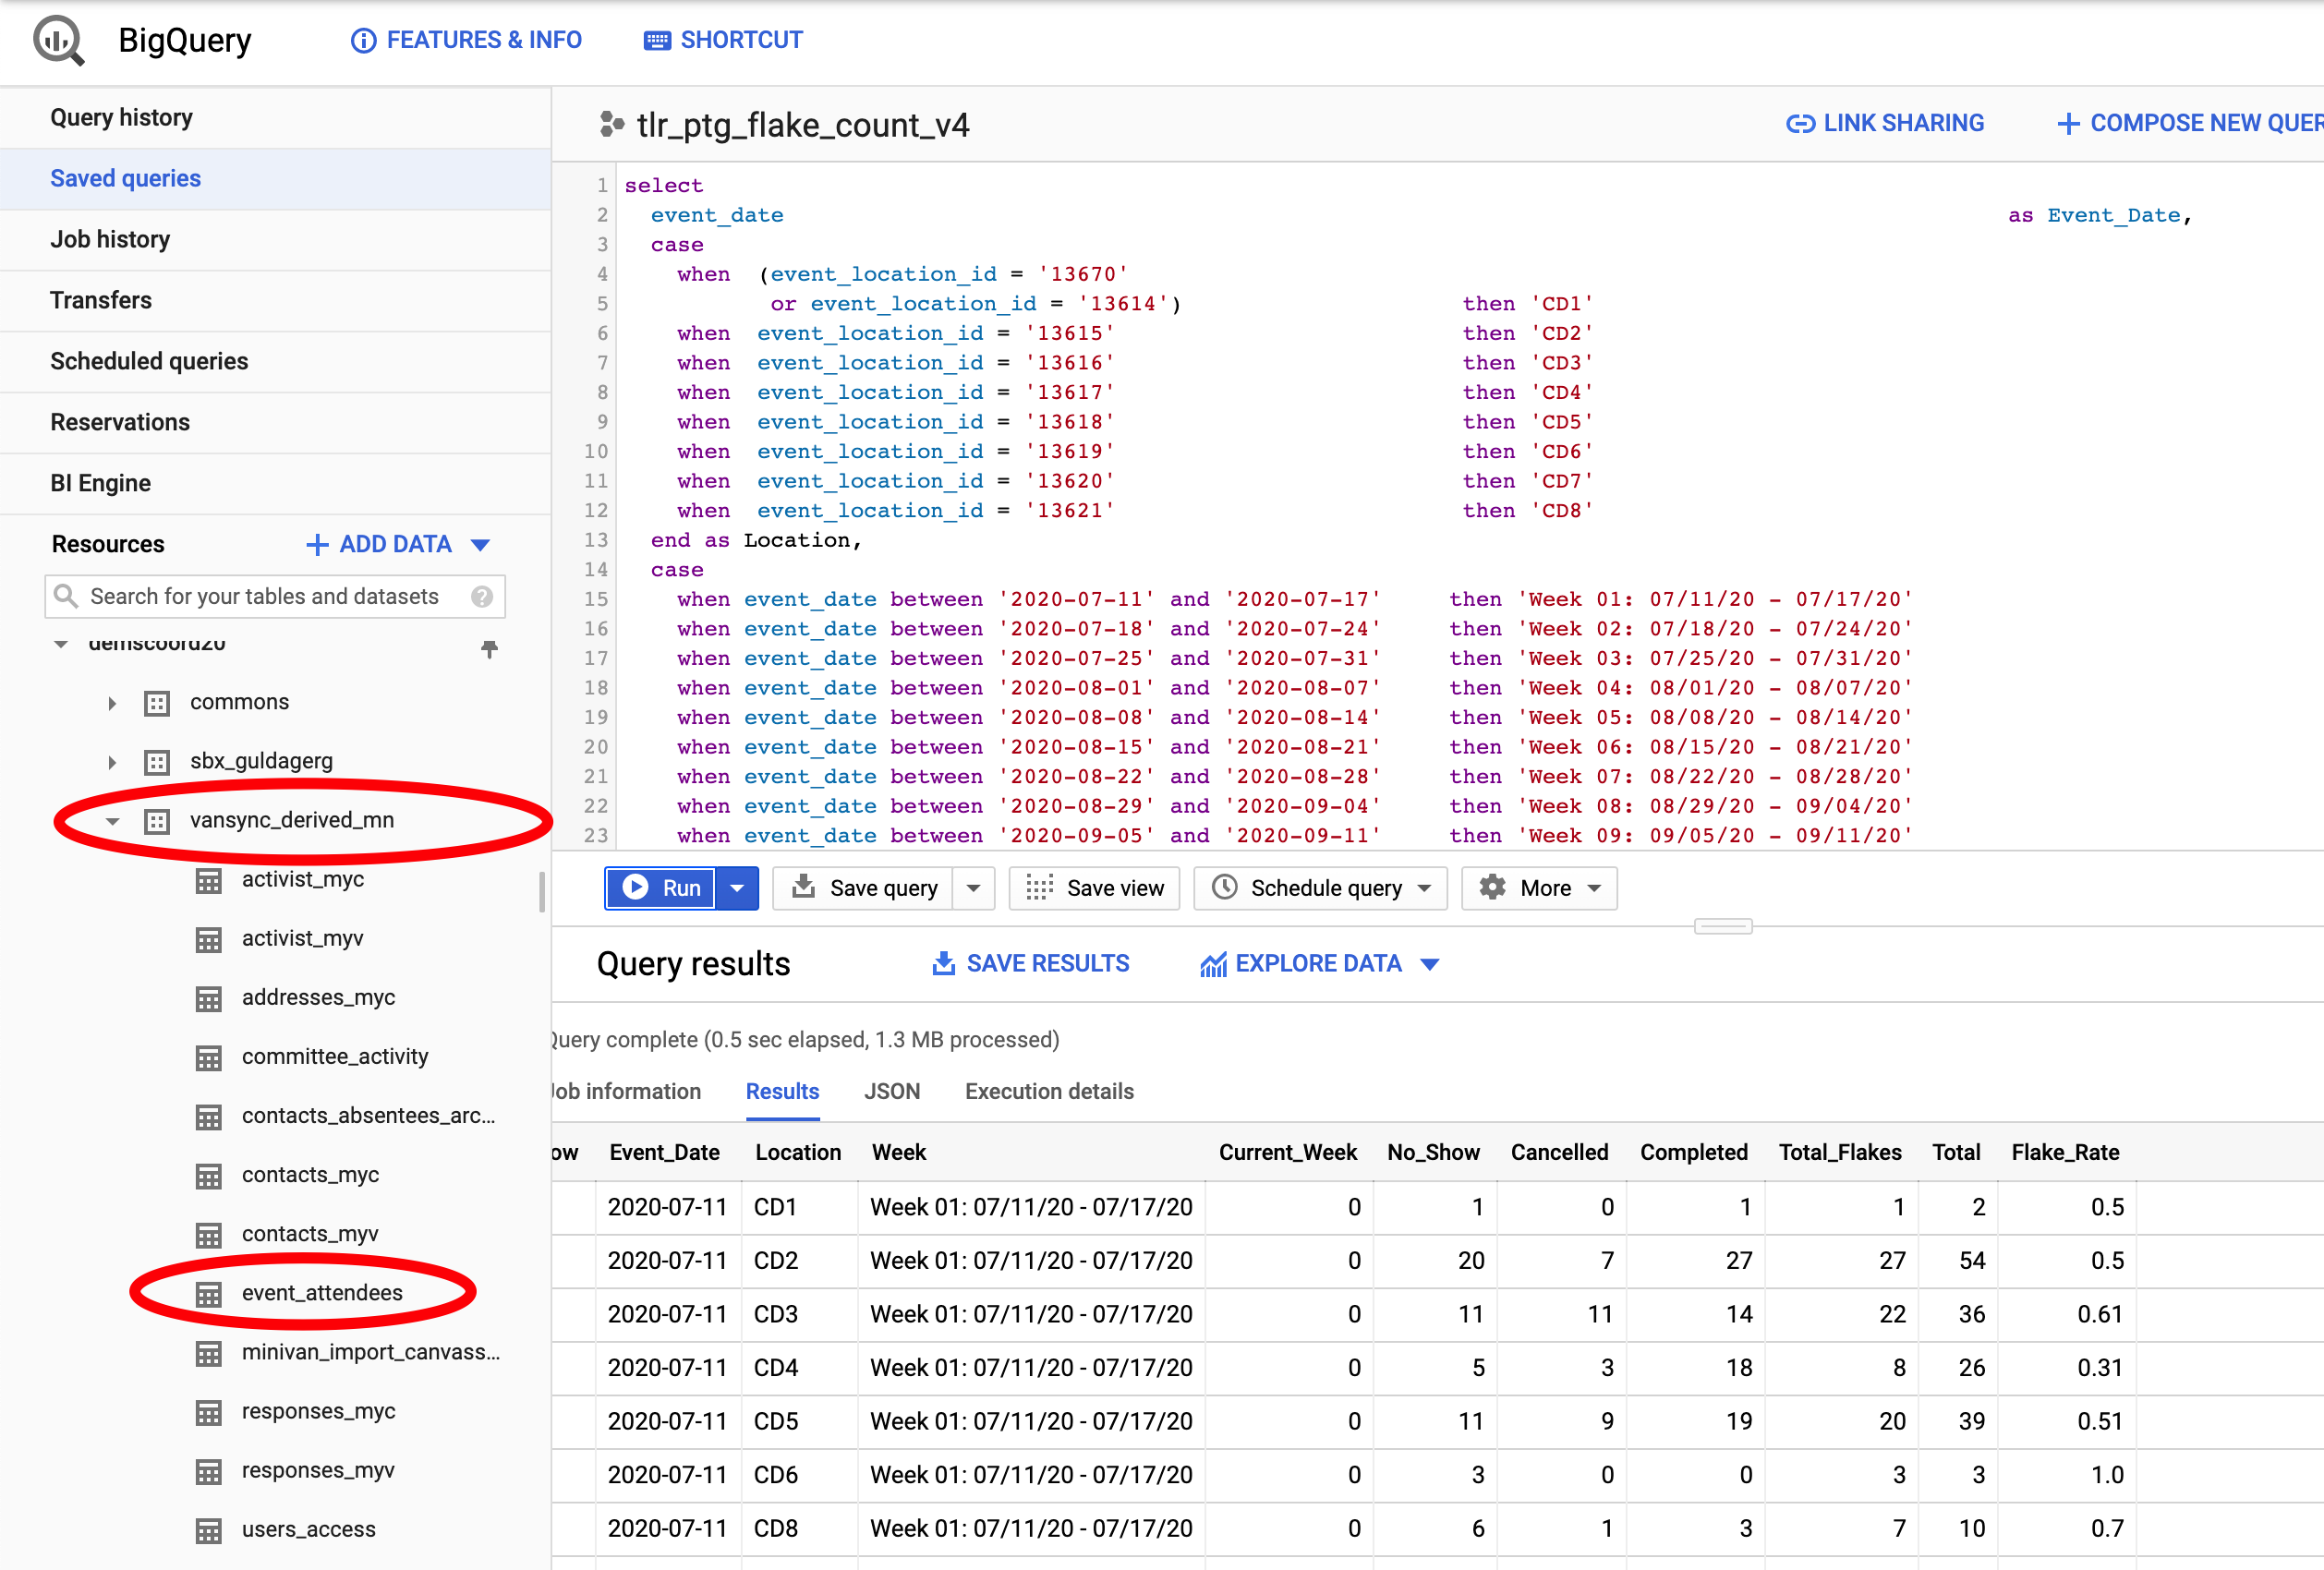 BigQuery
FEATURES & INFO
SHORTCUT
Query history
Saved queries
Job history
Transfers
Scheduled queries
Reservations
BI Engine
Resources
ADD DATA
Search for your tables and datasets
demscoord20
commons
sbx_guldagerg
vansync_derived_mn
activist_myc
activist_myv
addresses_myc
committee_activity
contacts_absentees_arc...
contacts_myc
contacts_myv
event_attendees
minivan_import_canvass...
responses_myc
responses_myv
users_access
tlr_ptg_flake_count_v4
LINK SHARING
COMPOSE NEW QUER
1 select
2 event_date as Event_Date,
3 case
4 when (event_location_id = '13670'
5 or event_location_id = '13614') then 'CD1'
6 when event_location_id = '13615' then 'CD2'
7 when event_location_id = '13616' then 'CD3'
8 when event_location_id = '13617' then 'CD4'
9 when event_location_id = '13618' then 'CD5'
10 when event_location_id = '13619' then 'CD6'
11 when event_location_id = '13620' then 'CD7'
12 when event_location_id = '13621' then 'CD8'
13 end as Location,
14 case
15 when event_date between '2020-07-11' and '2020-07-17' then 'Week 01: 07/11/20 - 07/17/20'
16 when event_date between '2020-07-18' and '2020-07-24' then 'Week 02: 07/18/20 - 07/24/20'
17 when event_date between '2020-07-25' and '2020-07-31' then 'Week 03: 07/25/20 - 07/31/20'
18 when event_date between '2020-08-01' and '2020-08-07' then 'Week 04: 08/01/20 - 08/07/20'
19 when event_date between '2020-08-08' and '2020-08-14' then 'Week 05: 08/08/20 - 08/14/20'
20 when event_date between '2020-08-15' and '2020-08-21' then 'Week 06: 08/15/20 - 08/21/20'
21 when event_date between '2020-08-22' and '2020-08-28' then 'Week 07: 08/22/20 - 08/28/20'
22 when event_date between '2020-08-29' and '2020-09-04' then 'Week 08: 08/29/20 - 09/04/20'
23 when event_date between '2020-09-05' and '2020-09-11' then 'Week 09: 09/05/20 - 09/11/20'
Run
Save query
Save view
Schedule query
More
Query results
SAVE RESULTS
EXPLORE DATA
Query complete (0.5 sec elapsed, 1.3 MB processed)
Job information Results JSON Execution details
ow Event_Date Location Week Current_Week No_Show Cancelled Completed Total_Flakes Total Flake_Rate
2020-07-11 CD1 Week 01: 07/11/20 - 07/17/20 0 1 0 1 1 2 0.5
2020-07-11 CD2 Week 01: 07/11/20 - 07/17/20 0 20 7 27 27 54 0.5
2020-07-11 CD3 Week 01: 07/11/20 - 07/17/20 0 11 11 14 22 36 0.61
2020-07-11 CD4 Week 01: 07/11/20 - 07/17/20 0 5 3 18 8 26 0.31
2020-07-11 CD5 Week 01: 07/11/20 - 07/17/20 0 11 9 19 20 39 0.51
2020-07-11 CD6 Week 01: 07/11/20 - 07/17/20 0 3 0 0 3 3 1.0
2020-07-11 CD8 Week 01: 07/11/20 - 07/17/20 0 6 1 3 7 10 0.7